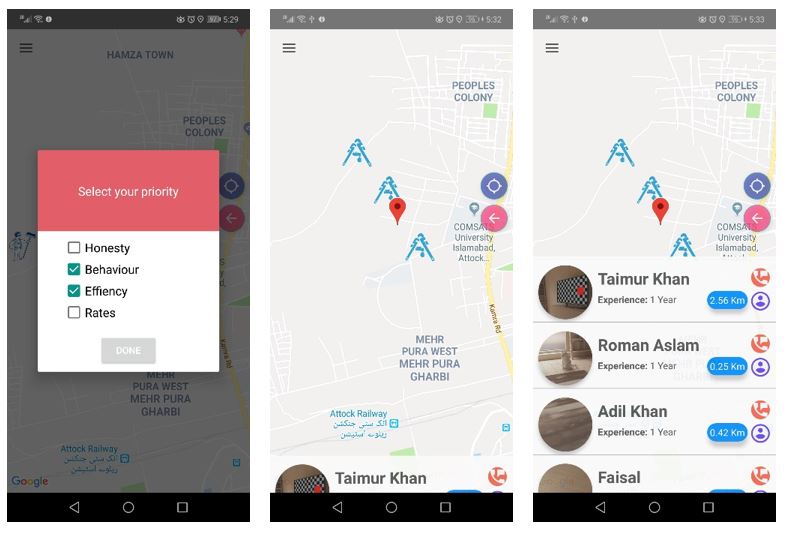 5:29
HAMZA TOWN
PEOPLES
COLONY
Select your priority
Honesty
Behaviour
Effiency
Rates
DONE
MEHR
PURA WEST
MEHR PURA
GHARBI
Attock Railway
اٹک سٹی جنکشن
ریلوے اسٹیشن
Google
5:32
PEOPLES
COLONY
COMSATS
University
Islamabad,
Attock...
Kamra Rd
MEHR
PURA WEST
MEHR PURA
GHARBI
Attock Railway
اٹک سٹی جنکشن
ریلوے اسٹیشن
Taimur Khan
5:33
PEOPLES
COLONY
COMSATS
University
Islamabad,
Attock...
Taimur Khan
Experience: 1 Year
2.56 Km
Roman Aslam
Experience: 1 Year
0.25 Km
Adil Khan
Experience: 1 Year
0.42 Km
Faisal